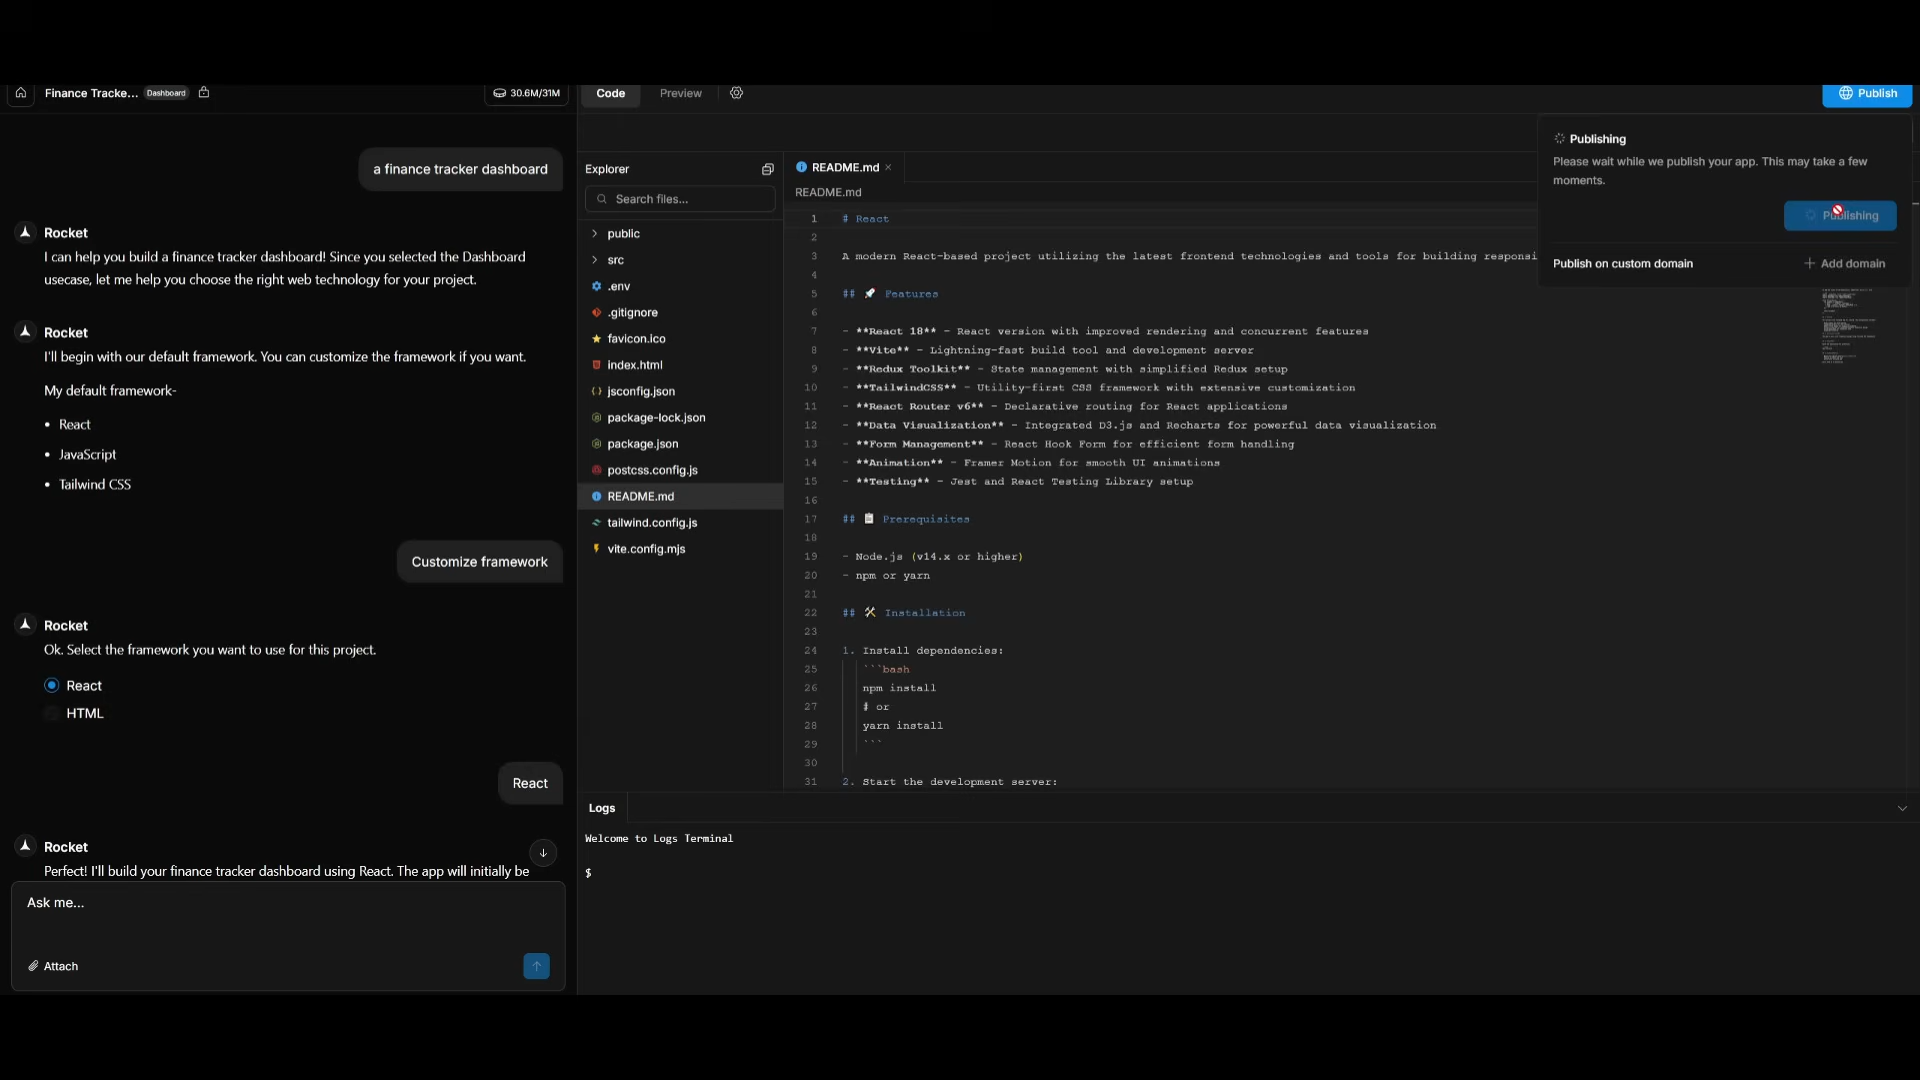 Finance Tracke... Dashboard
30.6M/31M
Code
Preview
Publish
a finance tracker dashboard
Rocket
I can help you build a finance tracker dashboard! Since you selected the Dashboard
usecase, let me help you choose the right web technology for your project.
Rocket
I'll begin with our default framework. You can customize the framework if you want.
My default framework-
• React
• JavaScript
• Tailwind CSS
Customize framework
Rocket
Ok. Select the framework you want to use for this project.
React
HTML
React
Rocket
Perfect! I'll build your finance tracker dashboard using React. The app will initially be
Ask me...
Attach
Explorer
Search files...
public
src
.env
.gitignore
favicon.ico
index.html
jsconfig.json
package-lock.json
package.json
postcss.config.js
README.md
tailwind.config.js
vite.config.mjs
README.md
README.md
1 # React
2
3 A modern React-based project utilizing the latest frontend technologies and tools for building responsi
4
5 ## 🚀 Features
6
7 - **React 18** - React version with improved rendering and concurrent features
8 - **Vite** - Lightning-fast build tool and development server
9 - **Redux Toolkit** - State management with simplified Redux setup
10 - **TailwindCSS** - Utility-first CSS framework with extensive customization
11 - **React Router v6** - Declarative routing for React applications
12 - **Data Visualization** - Integrated D3.js and Recharts for powerful data visualization
13 - **Form Management** - React Hook Form for efficient form handling
14 - **Animation** - Framer Motion for smooth UI animations
15 - **Testing** - Jest and React Testing Library setup
16
17 ## 📋 Prerequisites
18
19 - Node.js (v14.x or higher)
20 - npm or yarn
21
22 ## 🛠️ Installation
23
24 1. Install dependencies:
25 ```bash
26 npm install
27 # or
28 yarn install
29 ```
30
31 2. Start the development server:
Publishing
Please wait while we publish your app. This may take a few
moments.
Publishing
Publish on custom domain
+ Add domain
Logs
Welcome to Logs Terminal
$